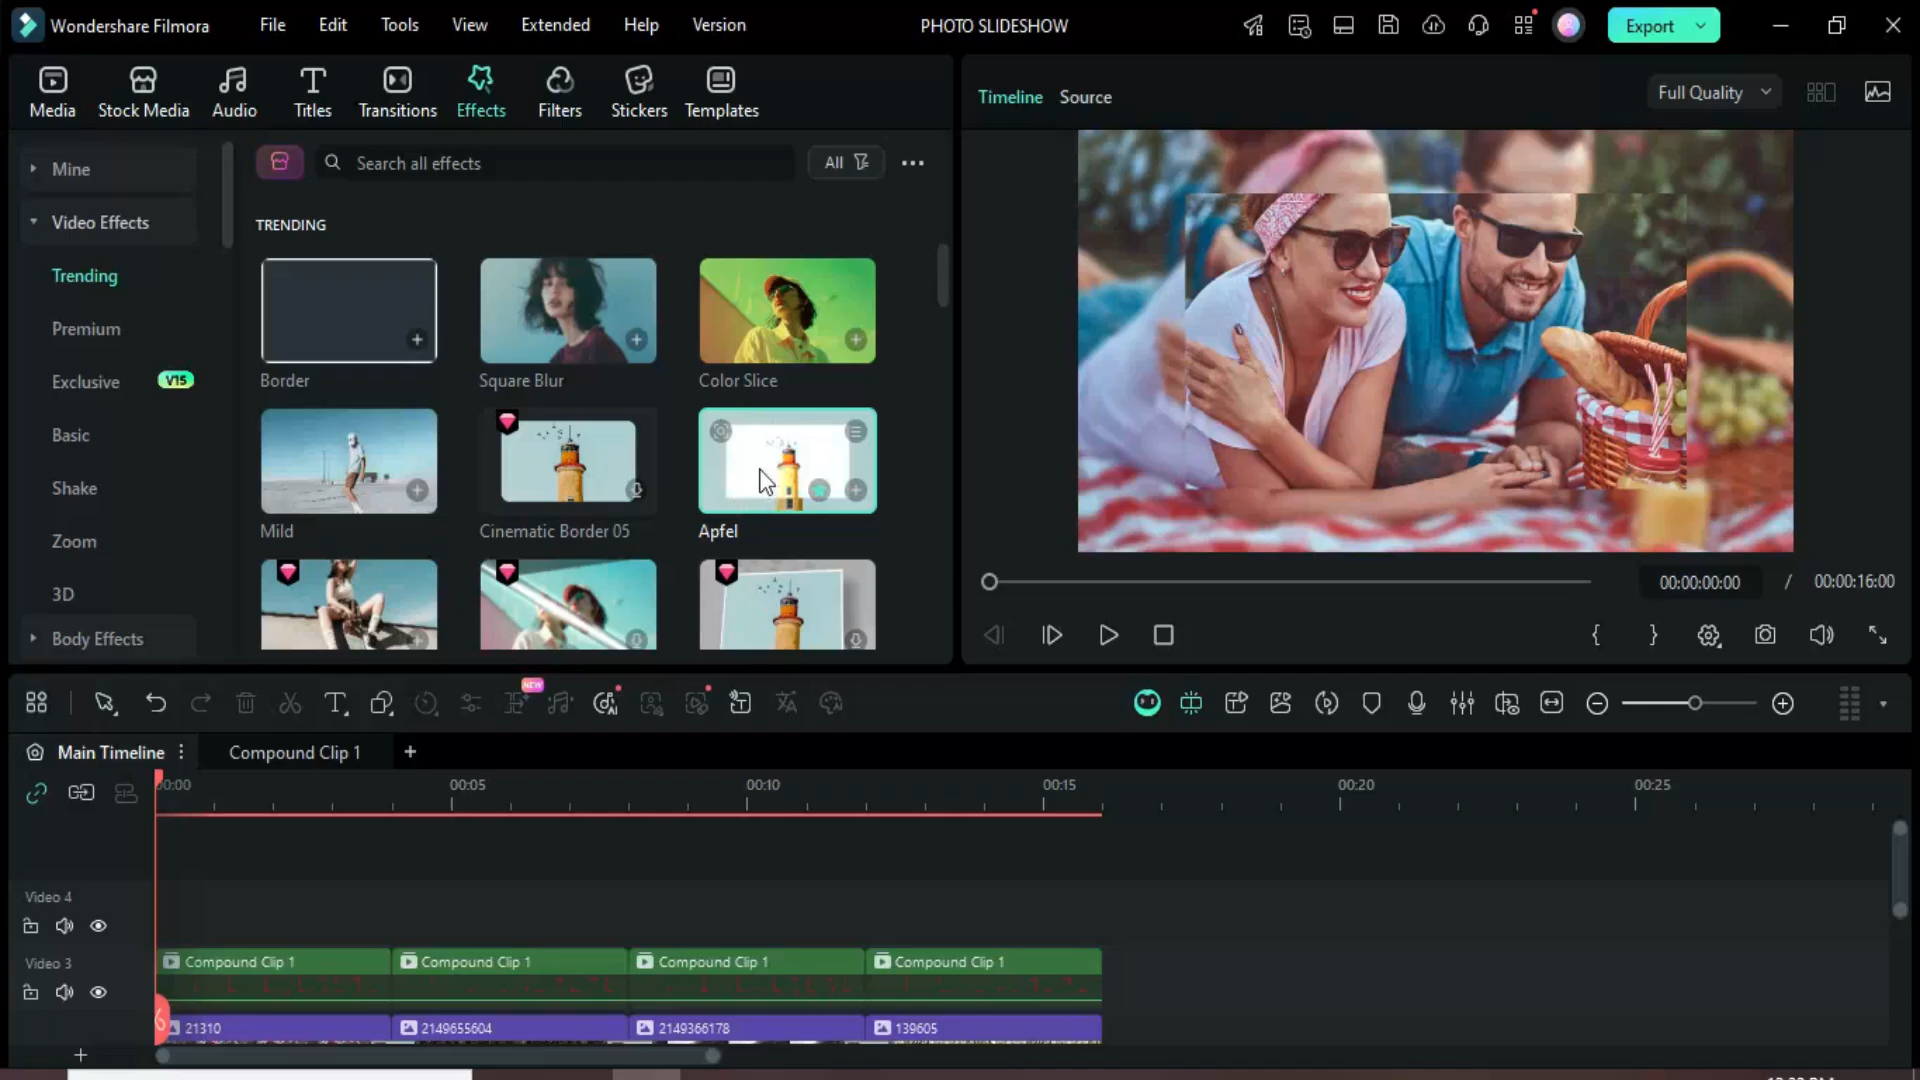 Wondershare Filmora
File
Edit
Tools
View
Extended
Help
Version
PHOTO SLIDESHOW
Export
Media
Stock Media
Audio
Titles
Transitions
Effects
Filters
Stickers
Templates
Timeline
Source
Full Quality
Mine
Video Effects
Trending
Premium
Exclusive
V15
Basic
Shake
Zoom
3D
Body Effects
Search all effects
All
TRENDING
Border
Square Blur
Color Slice
Mild
Cinematic Border 05
Apfel
00:00:00:00
/
00:00:16:00
NEW
Main Timeline
Compound Clip 1
00:05
00:10
00:15
00:20
00:25
Video 4
Video 3
Compound Clip 1
Compound Clip 1
Compound Clip 1
Compound Clip 1
21310
2149655604
2149366178
139605